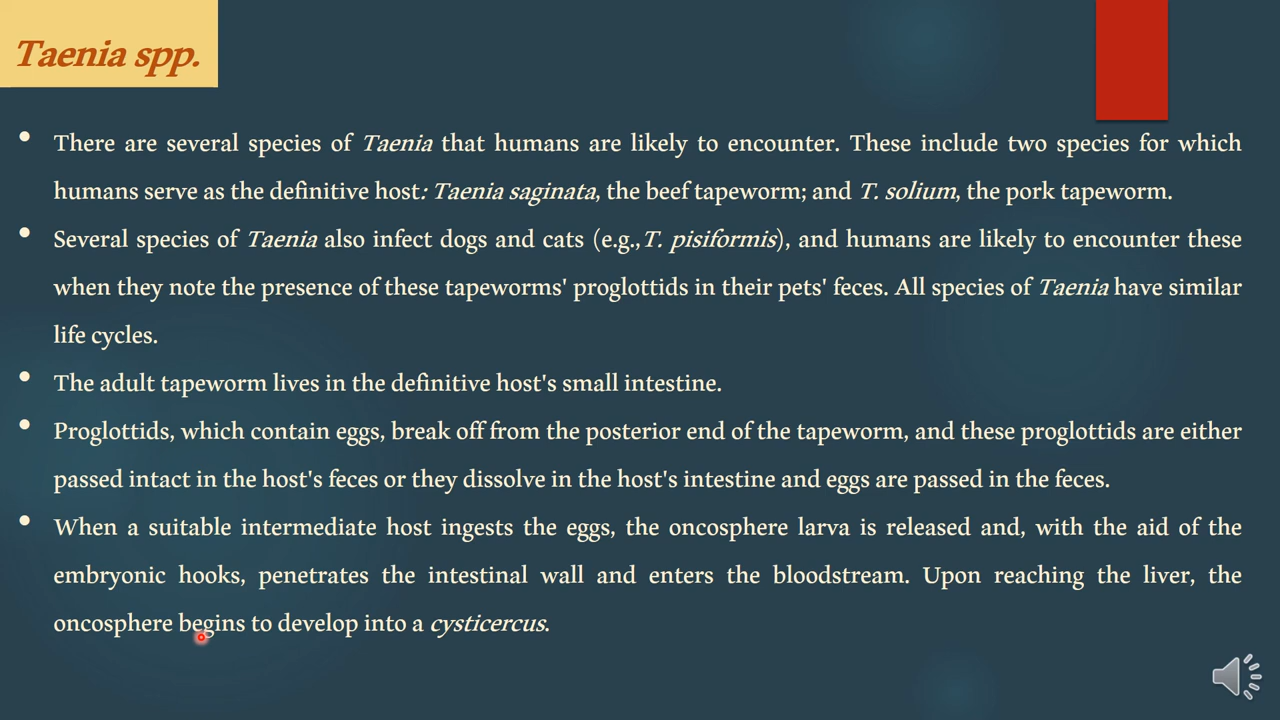 Taenia spp.
• There are several species of Taenia that humans are likely to encounter. These include two species for which
humans serve as the definitive host: Taenia saginata, the beef tapeworm; and T. solium, the pork tapeworm.
• Several species of Taenia also infect dogs and cats (e.g.,T. pisiformis), and humans are likely to encounter these
when they note the presence of these tapeworms' proglottids in their pets' feces. All species of Taenia have similar
life cycles.
• The adult tapeworm lives in the definitive host's small intestine.
• Proglottids, which contain eggs, break off from the posterior end of the tapeworm, and these proglottids are either
passed intact in the host's feces or they dissolve in the host's intestine and eggs are passed in the feces.
• When a suitable intermediate host ingests the eggs, the oncosphere larva is released and, with the aid of the
embryonic hooks, penetrates the intestinal wall and enters the bloodstream. Upon reaching the liver, the
oncosphere begins to develop into a cysticercus.